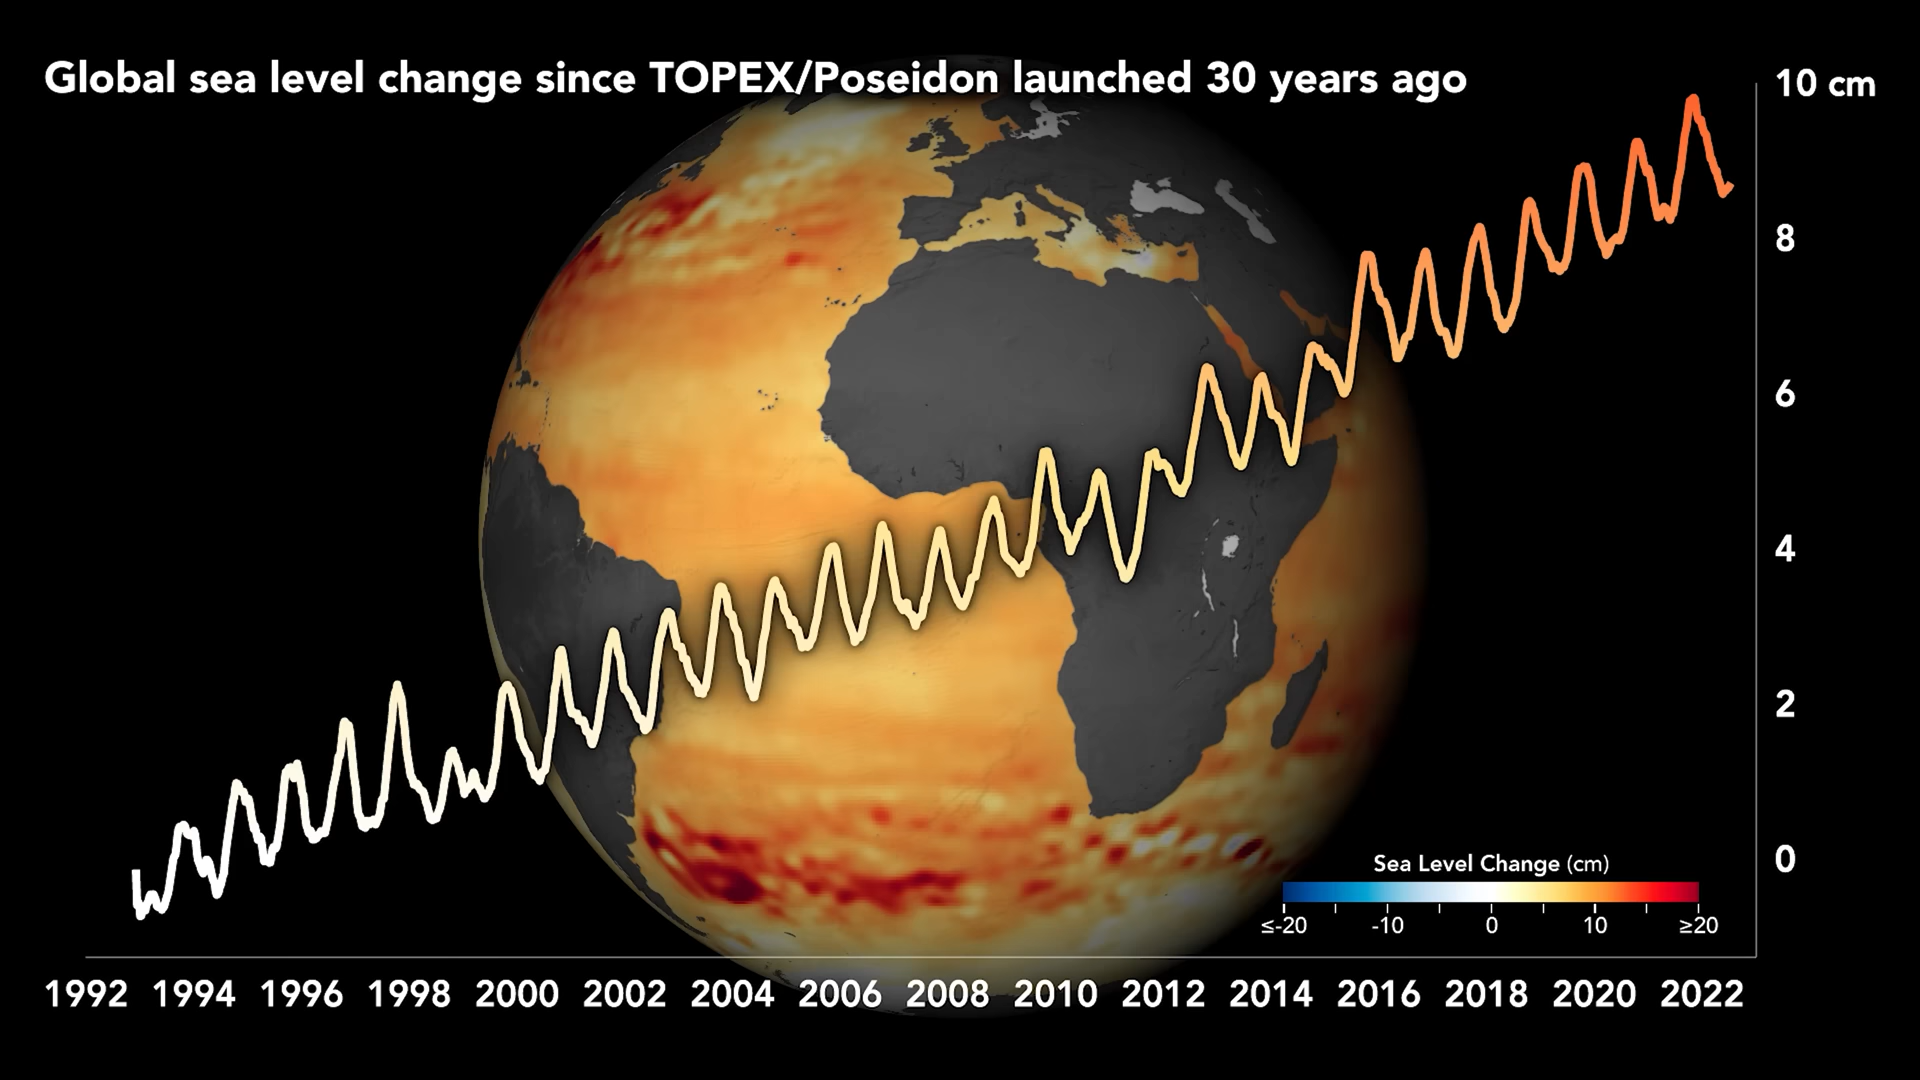 Global sea level change since TOPEX/Poseidon launched 30 years ago
10 cm
8
6
4
2
0
Sea Level Change (cm)
≤-20 -10 0 10 ≥20
1992 1994 1996 1998 2000 2002 2004 2006 2008 2010 2012 2014 2016 2018 2020 2022